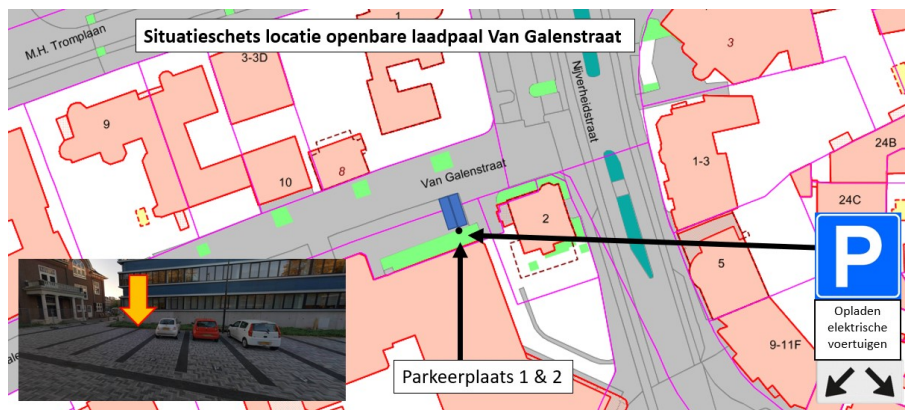 Situatieschets locatie openbare laadpaal Van Galenstraat
M.H. Tromplaan
3-3D
1
3
9
Nijverheidstraat
1-3
24B
10
8
Van Galenstraat
2
24C
5
P
Opladen
elektrische
voertuigen
9-11F
Parkeerplaats 1 & 2